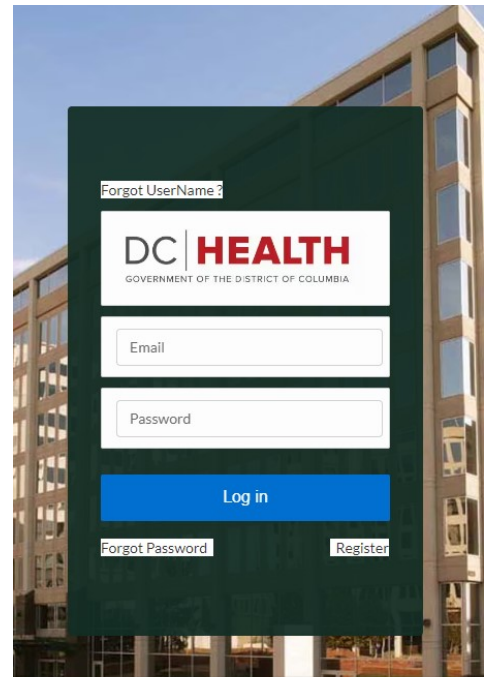 Forgot UserName ?
DC HEALTH
GOVERNMENT OF THE DISTRICT OF COLUMBIA
Email
Password
Log in
Forgot Password Register